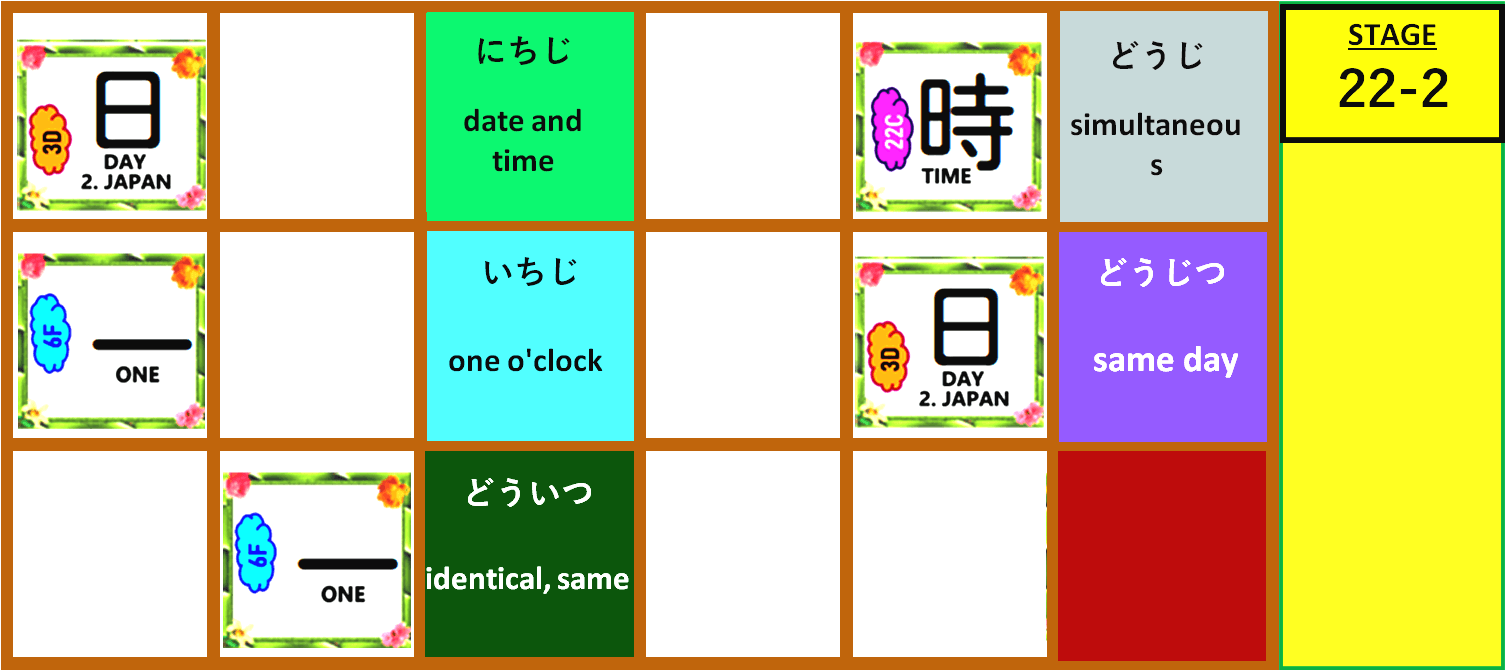 3D
日
DAY
2. JAPAN
にちじ
date and
time
22C
時
TIME
どうじ
simultaneou
s
STAGE
22-2
6F
一
ONE
いちじ
one o'clock
3D
日
DAY
2. JAPAN
どうじつ
same day
6F
一
ONE
どういつ
identical, same